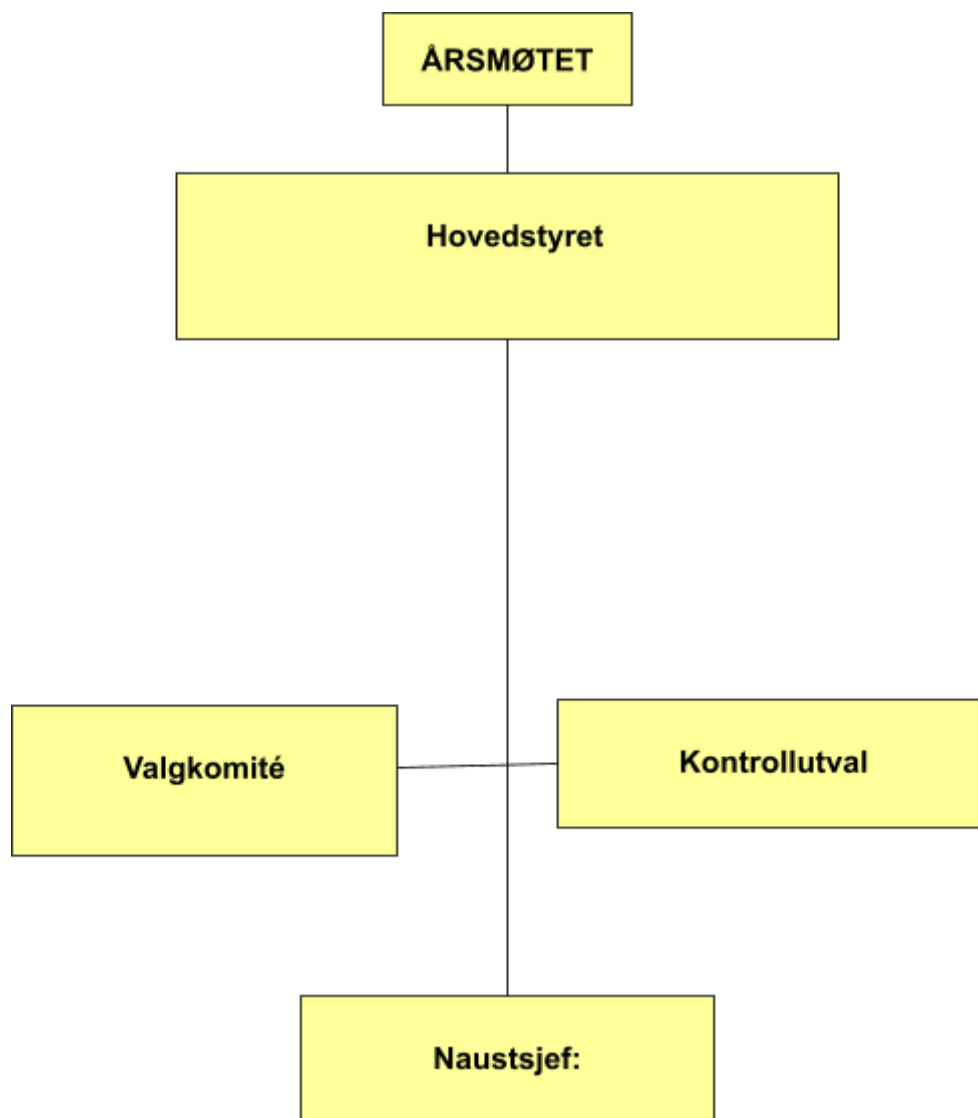 ÅRSMØTET
Hovedstyret
Valgkomité
Kontrollutval
Naustsjef: